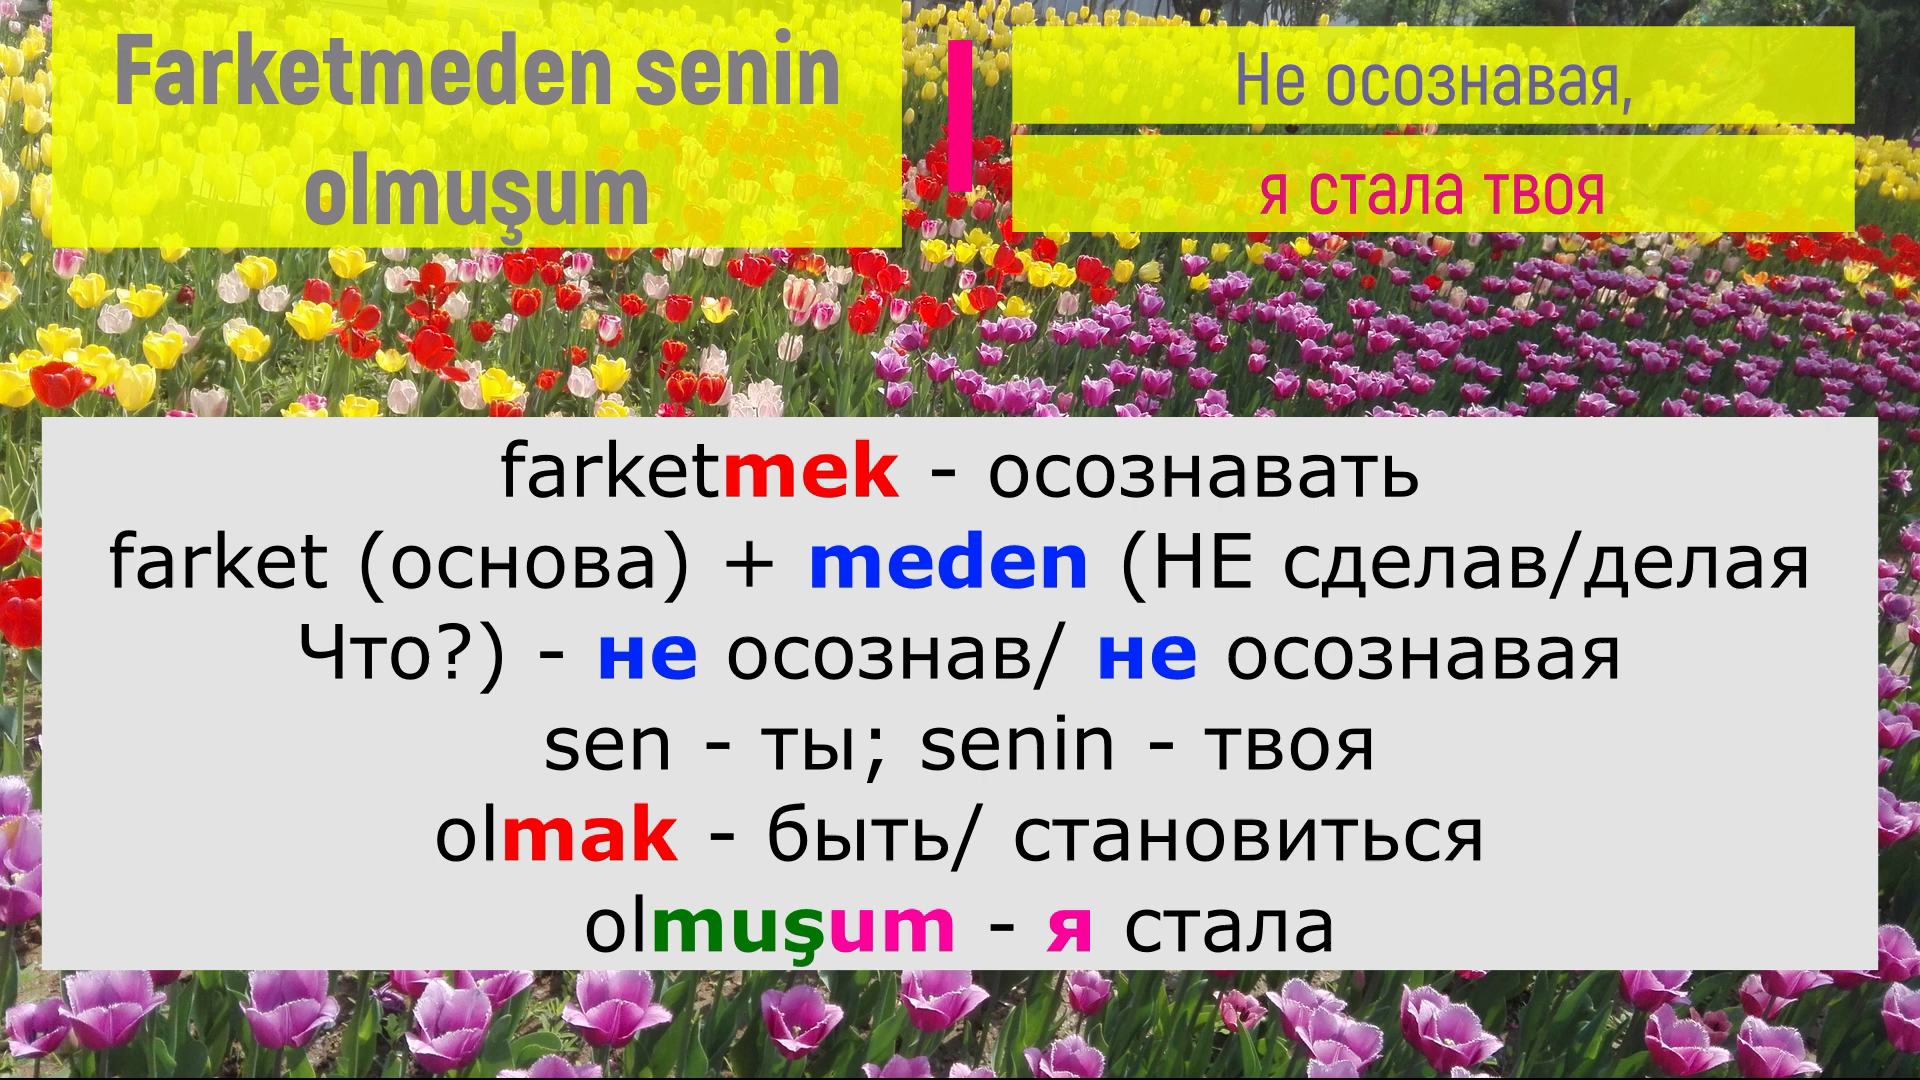 Farketmeden senin
olmuşum
Не осознавая,
я стала твоя
farketmek - осознавать
farket (основа) + meden (НЕ сделав/делая
Что?) - не осознав/ не осознавая
sen - ты; senin - твоя
olmak - быть/ становиться
olmuşum - я стала